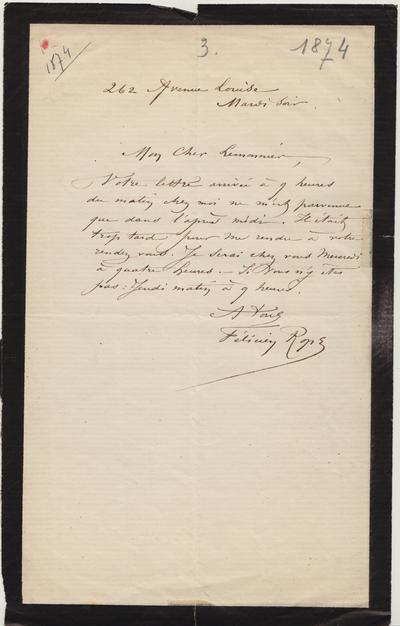 1874
3.
1874
262 Avenue Louise
Mardi Soir.
Mon Cher Lemonnier,
Votre lettre arrivée à 9 heures
du matin chez moi ne m'est parvenue
que dans l'après midi. Il était
trop tard pour me rendre à votre
rendez vous. Je serai chez vous Mercredi
à quatre heures. – Si Vous n'y êtes
pas : Jeudi matin à 9 heures.
A Vous
Félicien Rops